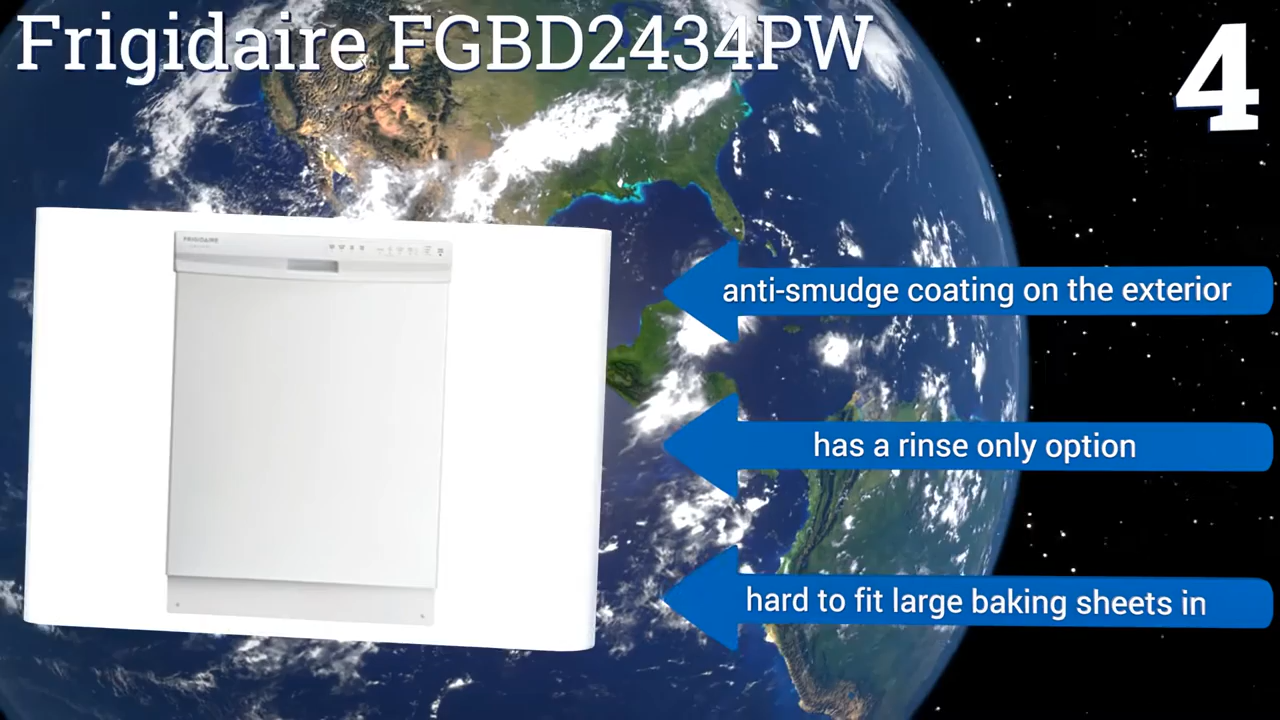 Frigidaire FGBD2434PW
4
FRIGIDAIRE
anti-smudge coating on the exterior
has a rinse only option
hard to fit large baking sheets in